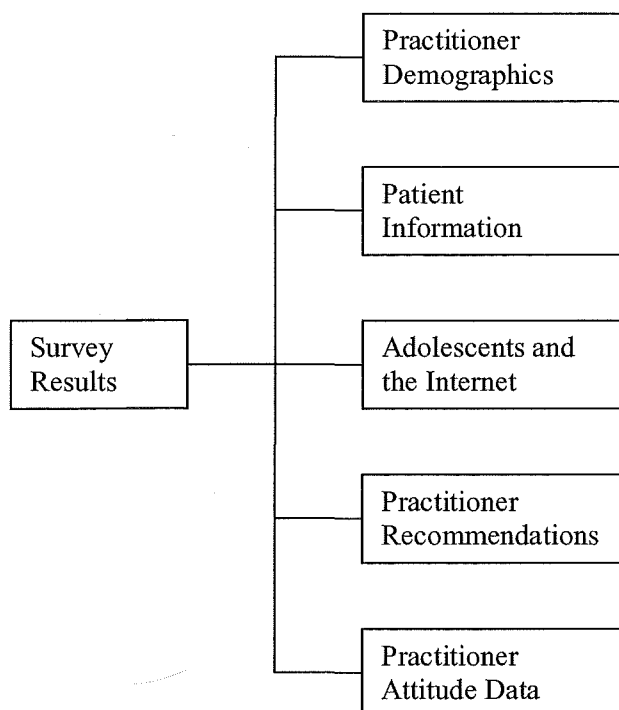 Practitioner
Demographics
Patient
Information
Survey
Results
Adolescents and
the Internet
Practitioner
Recommendations
Practitioner
Attitude Data